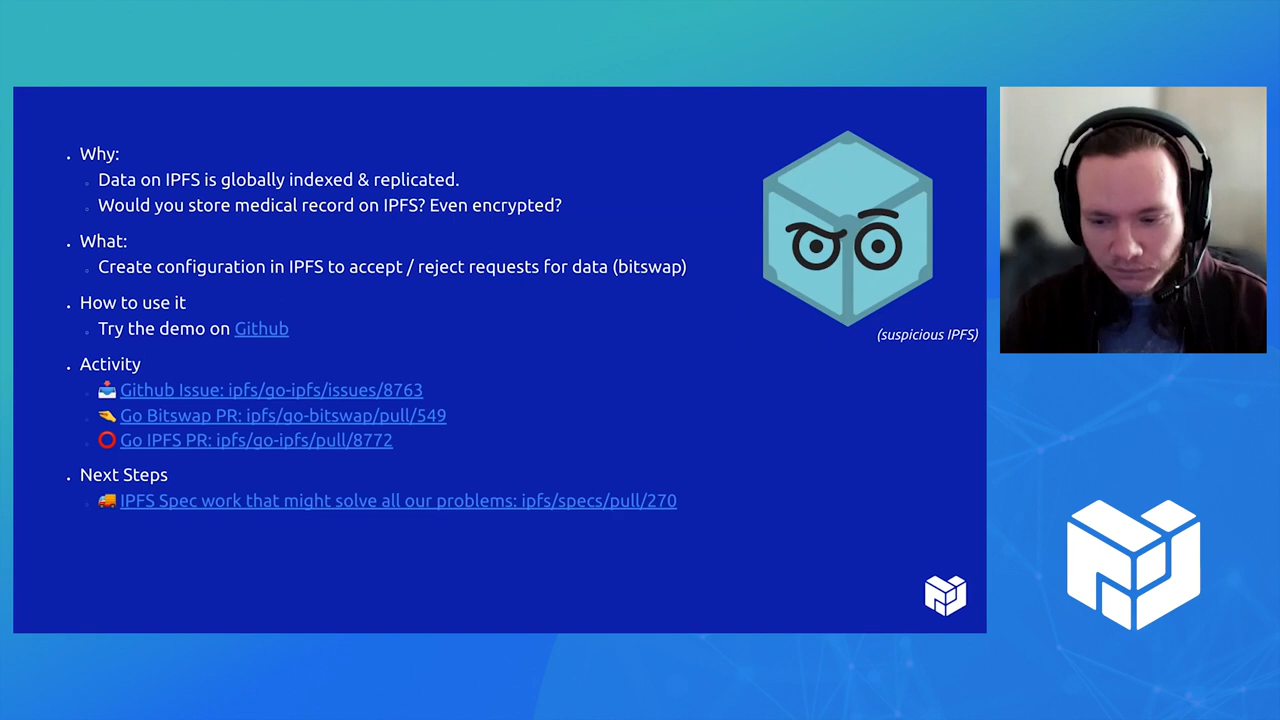 Why:
Data on IPFS is globally indexed & replicated.
Would you store medical record on IPFS? Even encrypted?
What:
Create configuration in IPFS to accept / reject requests for data (bitswap)
How to use it
Try the demo on Github
Activity
Github Issue: ipfs/go-ipfs/issues/8763
Go Bitswap PR: ipfs/go-bitswap/pull/549
Go IPFS PR: ipfs/go-ipfs/pull/8772
Next Steps
IPFS Spec work that might solve all our problems: ipfs/specs/pull/270
(suspicious IPFS)